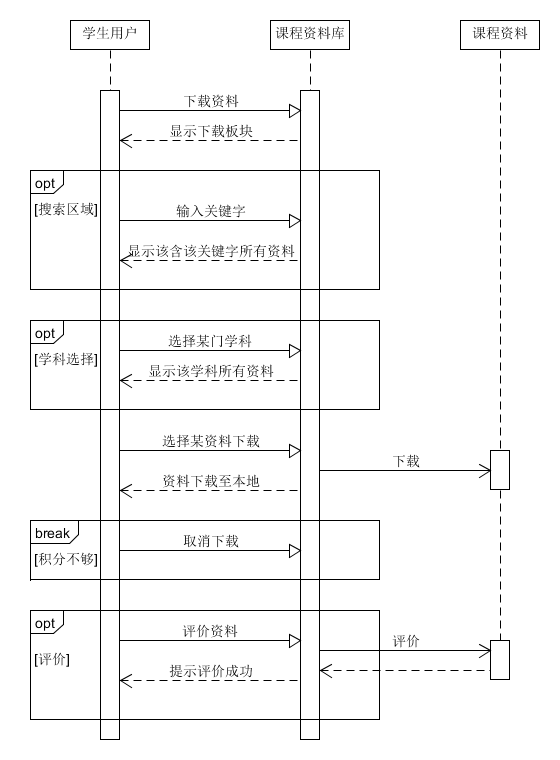 学生用户
课程资料库
课程资料
下载资料
显示下载板块
opt
[搜索区域]
输入关键字
显示该含该关键字所有资料
opt
[学科选择]
选择某门学科
显示该学科所有资料
选择某资料下载
下载
资料下载至本地
break
[积分不够]
取消下载
opt
[评价]
评价资料
评价
提示评价成功